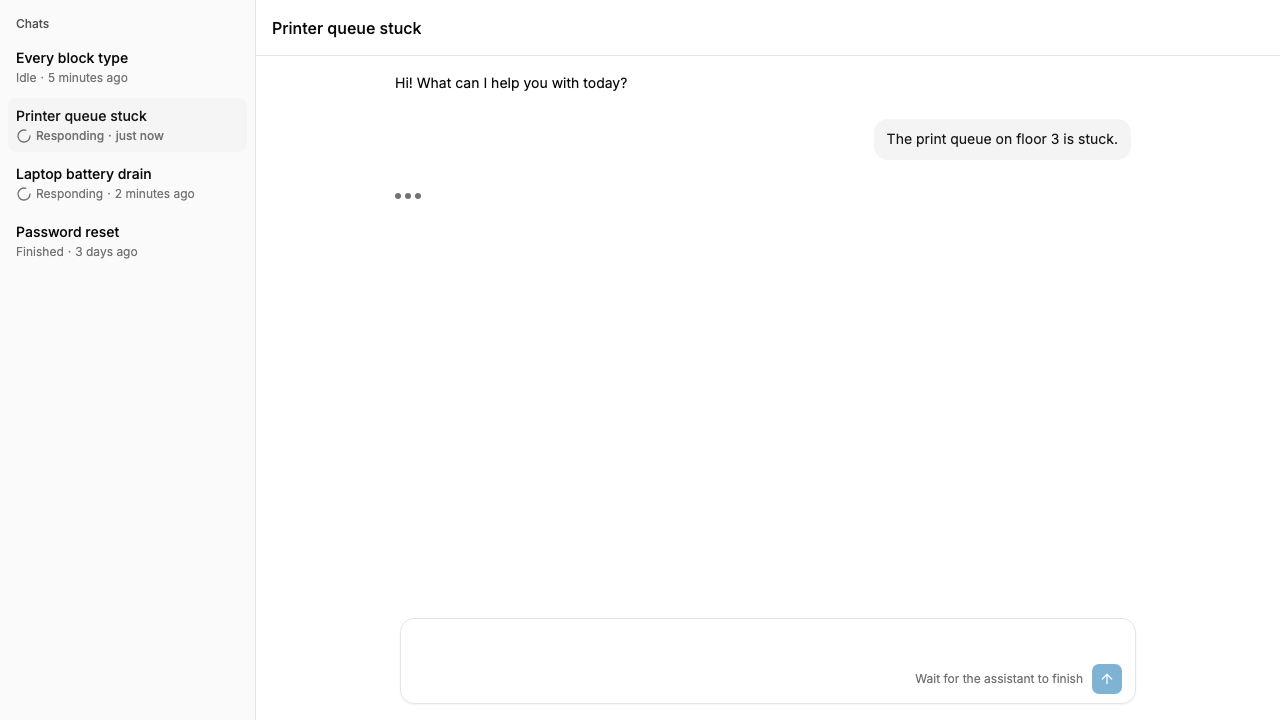 Chats
Every block type
Idle · 5 minutes ago
Printer queue stuck
Responding · just now
Laptop battery drain
Responding · 2 minutes ago
Password reset
Finished · 3 days ago
Printer queue stuck
Hi! What can I help you with today?
The print queue on floor 3 is stuck.
Wait for the assistant to finish